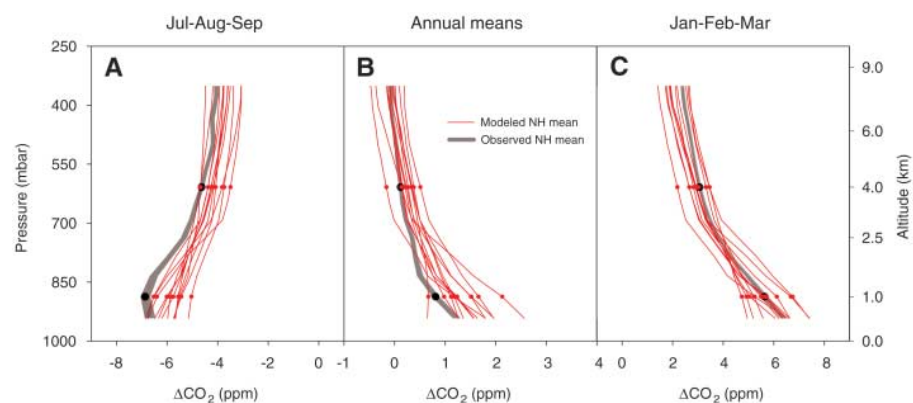 Jul-Aug-Sep Annual means Jan-Feb-Mar
A B C
Pressure (mbar)
250
400
550
700
850
1000
Modeled NH mean
Observed NH mean
9.0
6.0
4.0
2.5
1.0
0.0
Altitude (km)
-8 -6 -4 -2 0 -1 0 1 2 3 4 0 2 4 6 8
ΔCO2 (ppm) ΔCO2 (ppm) ΔCO2 (ppm)